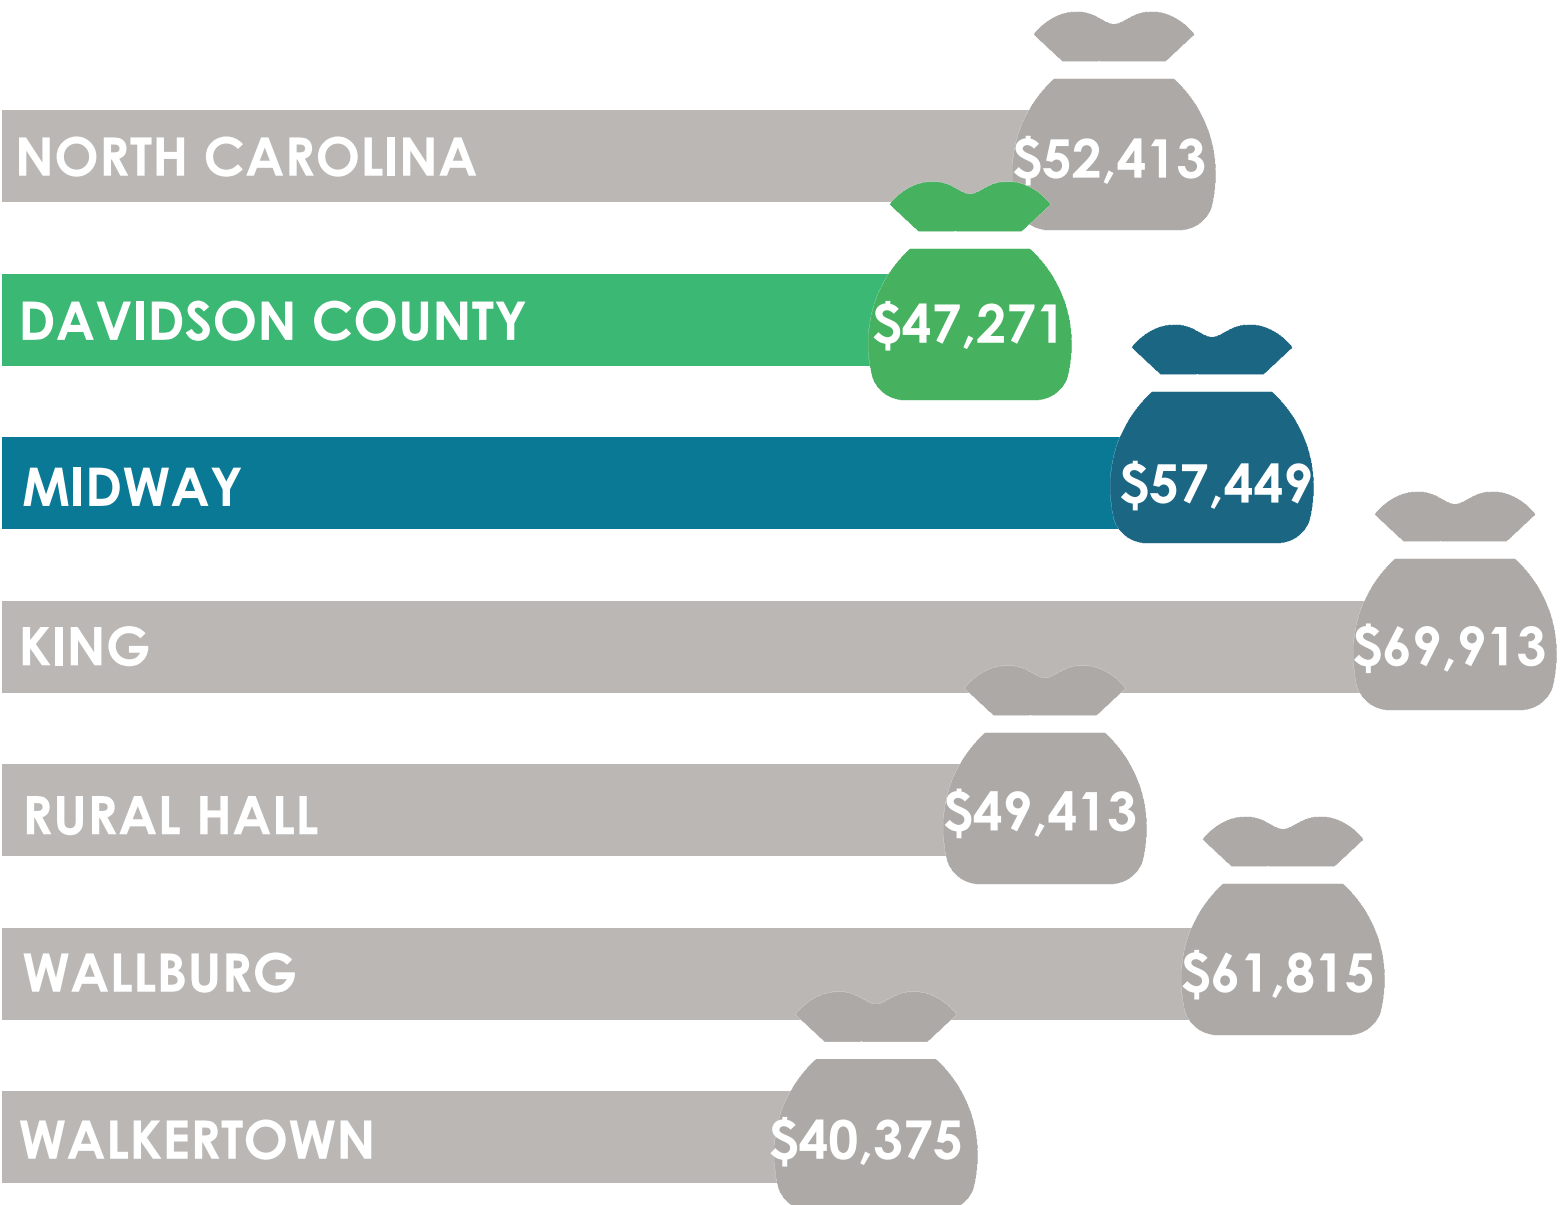 NORTH CAROLINA $52,413
DAVIDSON COUNTY $47,271
MIDWAY $57,449
KING $69,913
RURAL HALL $49,413
WALLBURG $61,815
WALKERTOWN $40,375